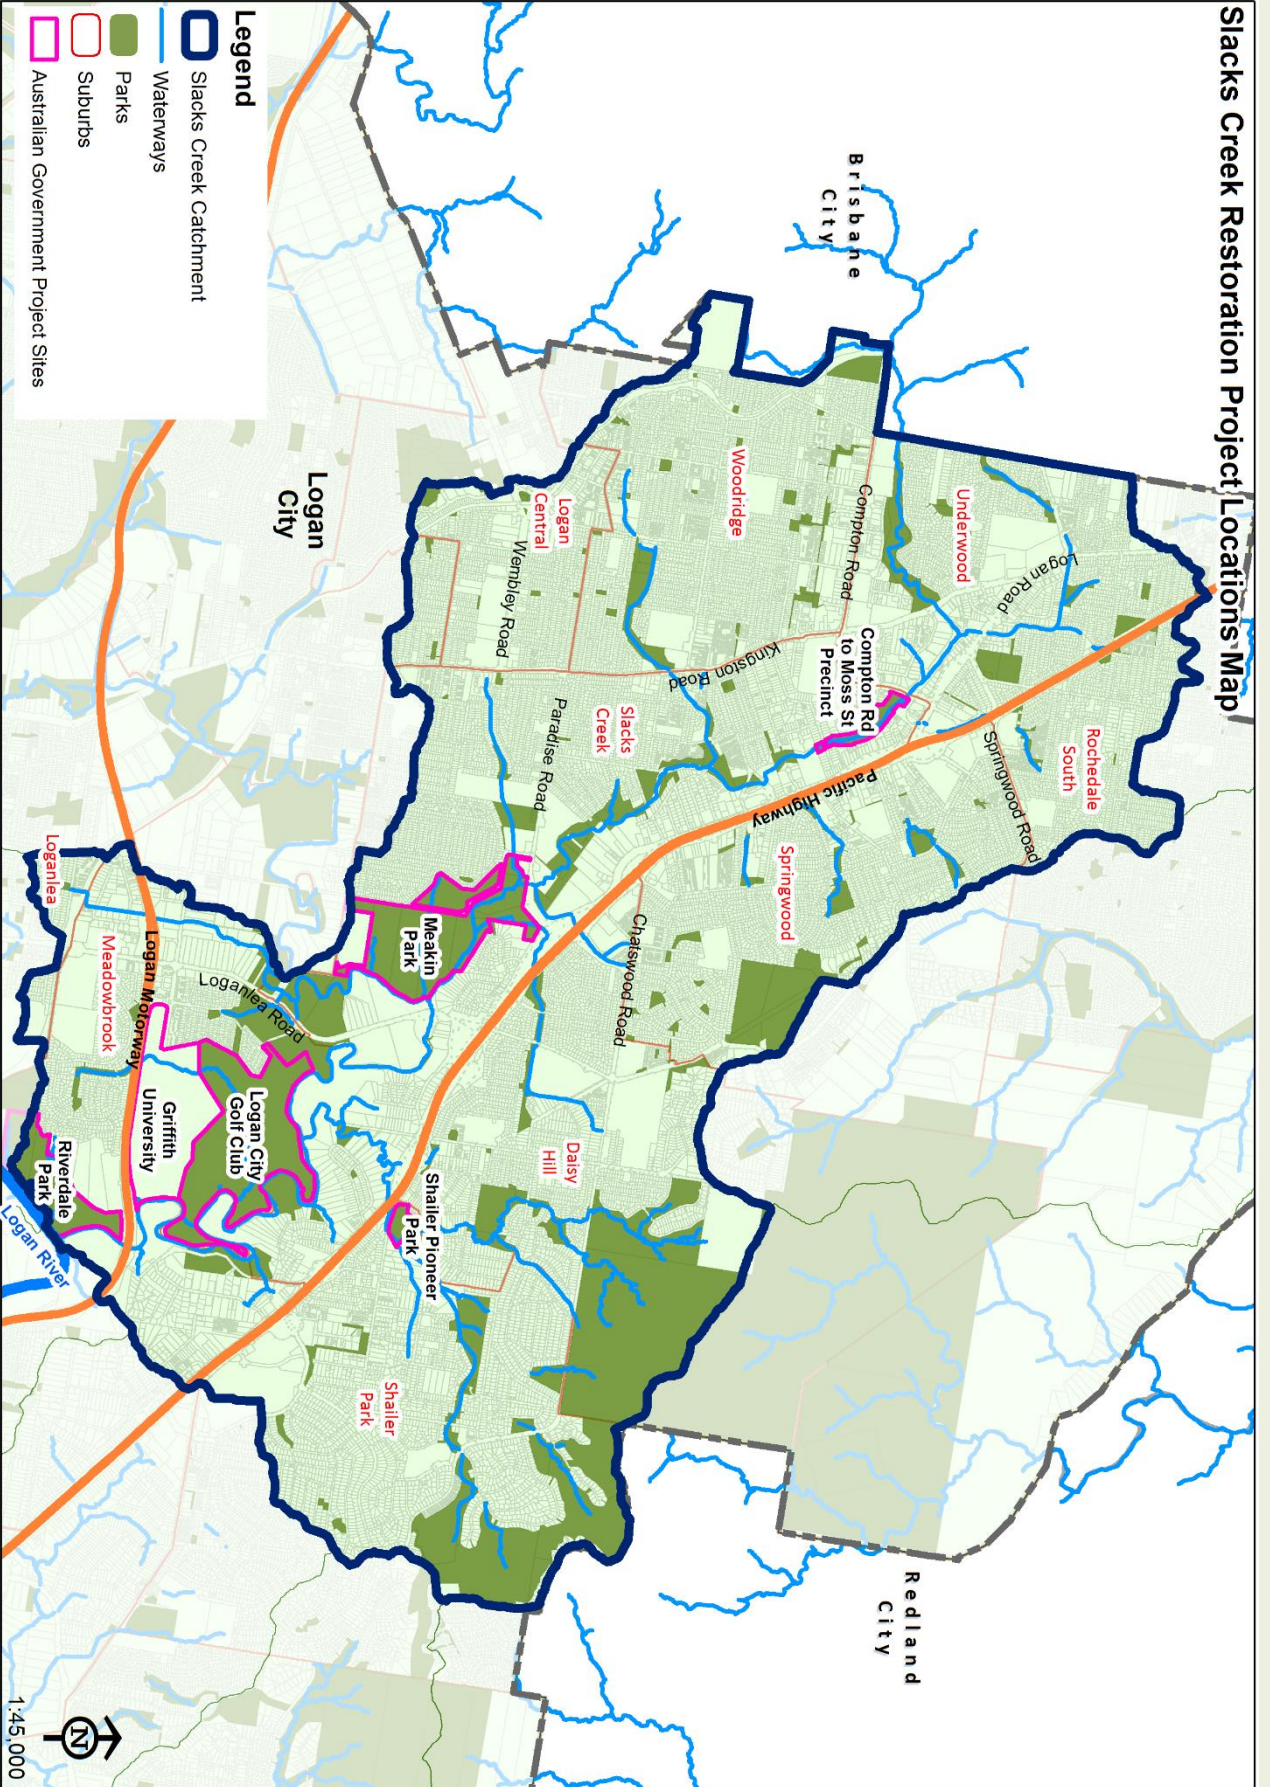 Slacks Creek Restoration Project Locations Map
Brisbane
City
Redland
City
Logan
City
Underwood
Rochedale
South
Woodridge
Springwood
Logan
Central
Slacks
Creek
Daisy
Hill
Shailer
Park
Meadowbrook
Loganlea
Compton Road
Logan Road
Kingston Road
Springwood Road
Pacific Highway
Wembley Road
Paradise Road
Chatswood Road
Loganlea Road
Logan Motorway
Logan River
Compton Rd
to Moss St
Precinct
Meakin
Park
Shailer Pioneer
Park
Logan City
Golf Club
Griffith
University
Riverdale
Park
Legend
Slacks Creek Catchment
Waterways
Parks
Suburbs
Australian Government Project Sites
N
1:45,000